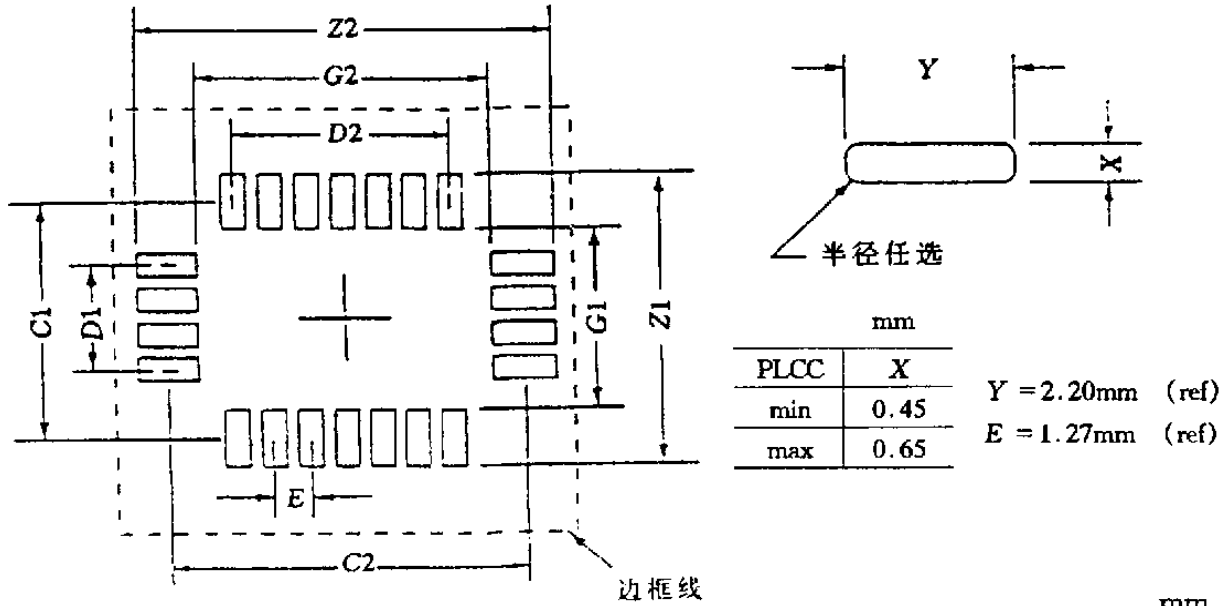 Z2
G2
D2
Y
X
半径任选
C1
D1
G1
Z1
mm
PLCC X
min 0.45
max 0.65
Y = 2.20mm (ref)
E = 1.27mm (ref)
E
C2
边框线
mm